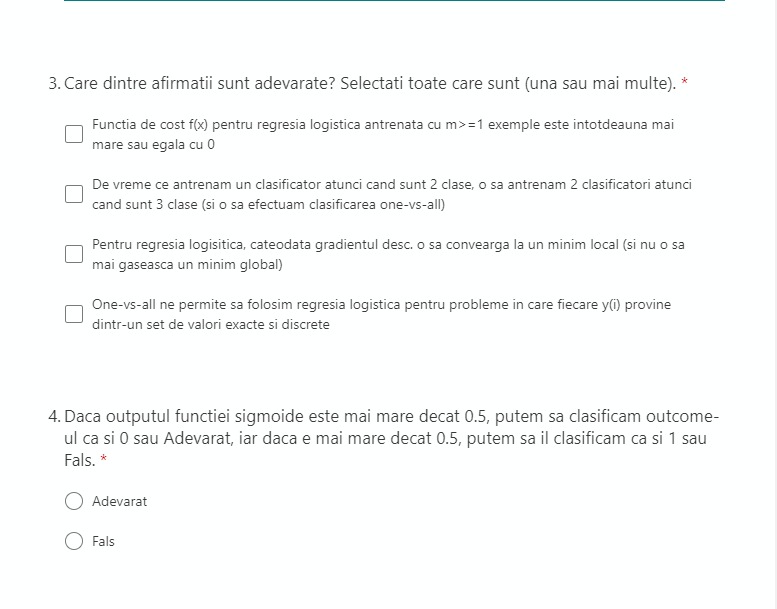 3. Care dintre afirmatii sunt adevarate? Selectati toate care sunt (una sau mai multe). *
Functia de cost f(x) pentru regresia logistica antrenata cu m>=1 exemple este intotdeauna mai
mare sau egala cu 0
De vreme ce antrenam un clasificator atunci cand sunt 2 clase, o sa antrenam 2 clasificatori atunci
cand sunt 3 clase (si o sa efectuam clasificarea one-vs-all)
Pentru regresia logisitica, cateodata gradientul desc. o sa convearga la un minim local (si nu o sa
mai gaseasca un minim global)
One-vs-all ne permite sa folosim regresia logistica pentru probleme in care fiecare y(i) provine
dintr-un set de valori exacte si discrete
4. Daca outputul functiei sigmoide este mai mare decat 0.5, putem sa clasificam outcome-
ul ca si 0 sau Adevarat, iar daca e mai mare decat 0.5, putem sa il clasificam ca si 1 sau
Fals. *
Adevarat
Fals